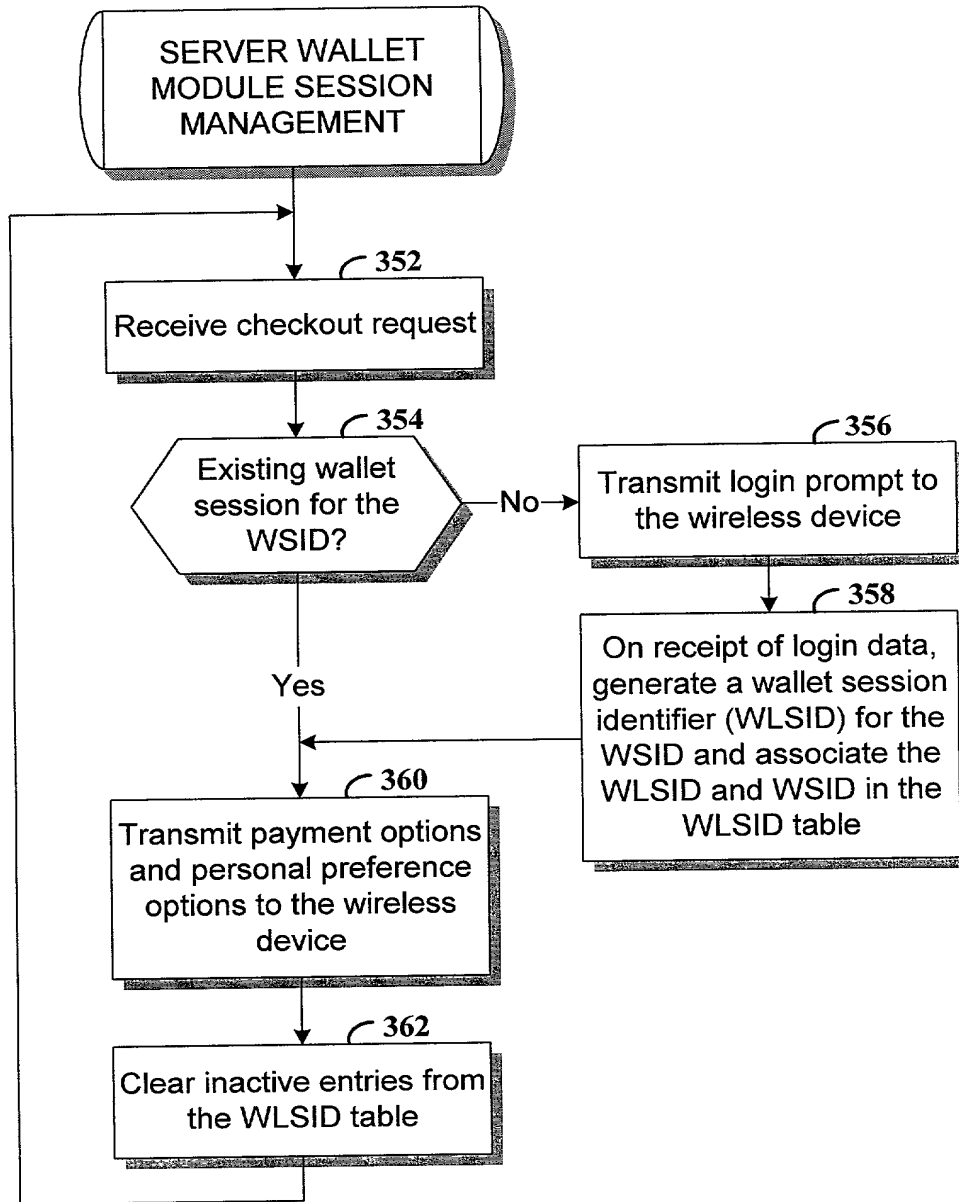 SERVER WALLET
MODULE SESSION
MANAGEMENT
352
Receive checkout request
354
Existing wallet
session for the
WSID?
No
356
Transmit login prompt to
the wireless device
358
On receipt of login data,
generate a wallet session
identifier (WLSID) for the
WSID and associate the
WLSID and WSID in the
WLSID table
Yes
360
Transmit payment options
and personal preference
options to the wireless
device
362
Clear inactive entries from
the WLSID table